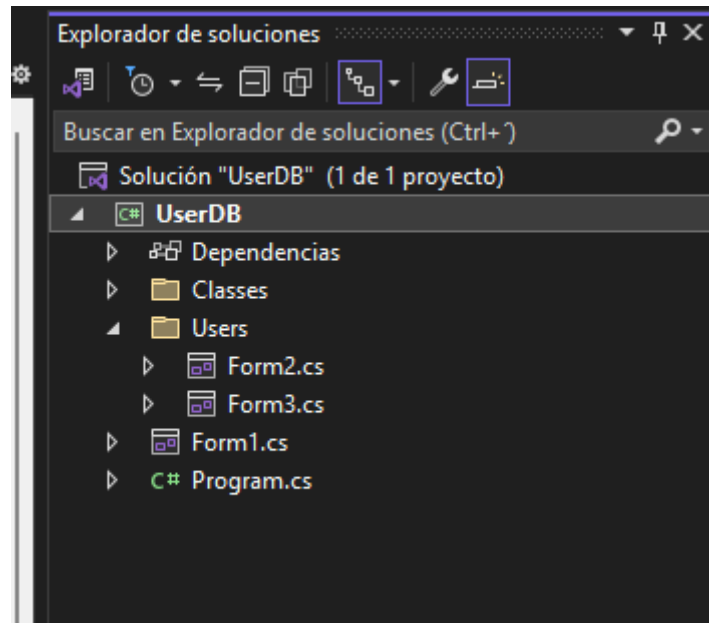 Explorador de soluciones
Buscar en Explorador de soluciones (Ctrl+´)
Solución "UserDB" (1 de 1 proyecto)
C# UserDB
Dependencias
Classes
Users
Form2.cs
Form3.cs
Form1.cs
C# Program.cs